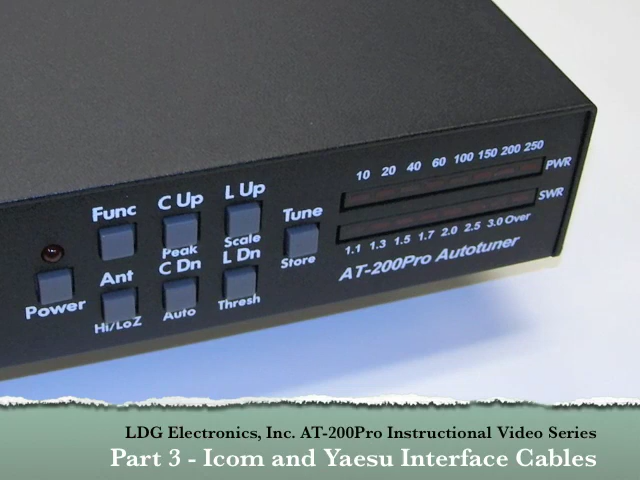 10 20 40 60 100 150 200 250 PWR
SWR
1.1 1.3 1.5 1.7 2.0 2.5 3.0 Over
AT-200Pro Autotuner
Func C Up L Up Tune
Peak Scale Store
Ant C Dn L Dn
Power Hi/LoZ Auto Thresh
LDG Electronics, Inc. AT-200Pro Instructional Video Series
Part 3 - Icom and Yaesu Interface Cables